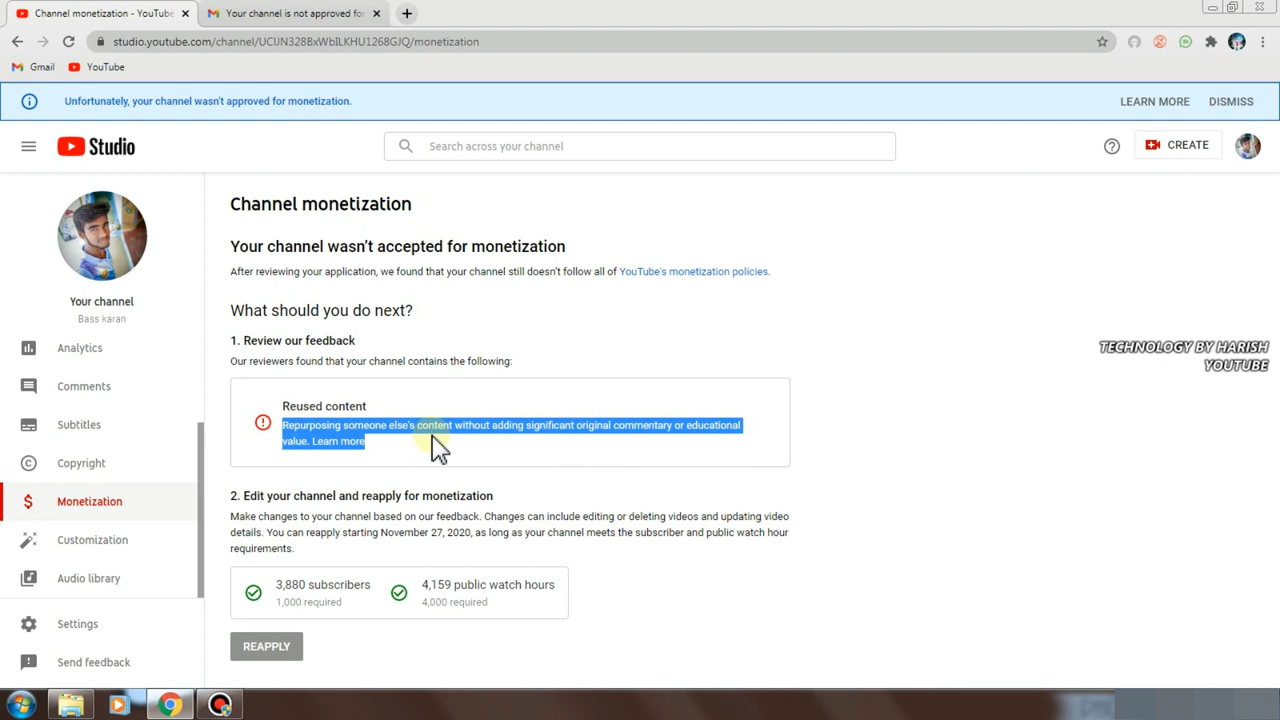 Channel monetization - YouTube
Your channel is not approved for
studio.youtube.com/channel/UCIJN328BxWbILKHU1268GJQ/monetization
Gmail
YouTube
Unfortunately, your channel wasn't approved for monetization.
LEARN MORE
DISMISS
Studio
Search across your channel
CREATE
Your channel
Bass karan
Analytics
Comments
Subtitles
Copyright
Monetization
Customization
Audio library
Settings
Send feedback
Channel monetization
Your channel wasn't accepted for monetization
After reviewing your application, we found that your channel still doesn't follow all of YouTube's monetization policies.
What should you do next?
1. Review our feedback
Our reviewers found that your channel contains the following:
Reused content
Repurposing someone else's content without adding significant original commentary or educational
value. Learn more
2. Edit your channel and reapply for monetization
Make changes to your channel based on our feedback. Changes can include editing or deleting videos and updating video
details. You can reapply starting November 27, 2020, as long as your channel meets the subscriber and public watch hour
requirements.
3,880 subscribers
1,000 required
4,159 public watch hours
4,000 required
REAPPLY
TECHNOLOGY BY HARISH
YOUTUBE